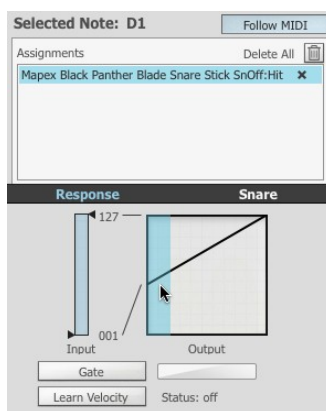 Selected Note: D1
Follow MIDI
Assignments
Delete All
Mapex Black Panther Blade Snare Stick SnOff:Hit ×
Response
Snare
127
001
Input
Output
Gate
Learn Velocity
Status: off